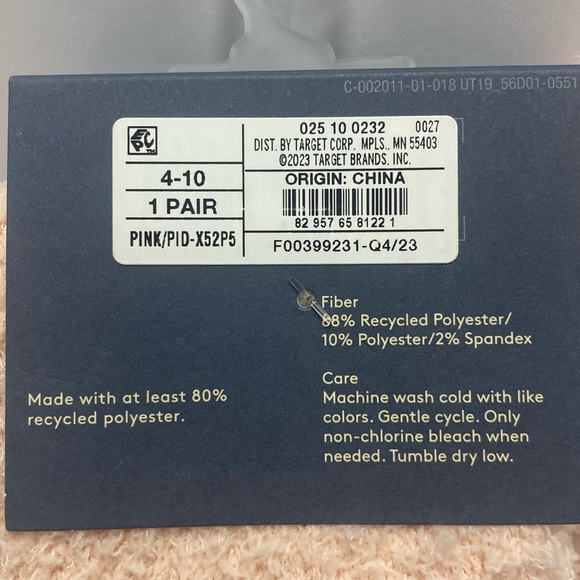 C-002011-01-018 UT19_56D01-0551
025 10 0232 0027
DIST. BY TARGET CORP. MPLS., MN 55403
©2023 TARGET BRANDS, INC.
4-10
ORIGIN: CHINA
1 PAIR
82 957 65 8122 1
PINK/PID-X52P5
F00399231-Q4/23
Fiber
88% Recycled Polyester/
10% Polyester/2% Spandex
Made with at least 80%
recycled polyester.
Care
Machine wash cold with like
colors. Gentle cycle. Only
non-chlorine bleach when
needed. Tumble dry low.